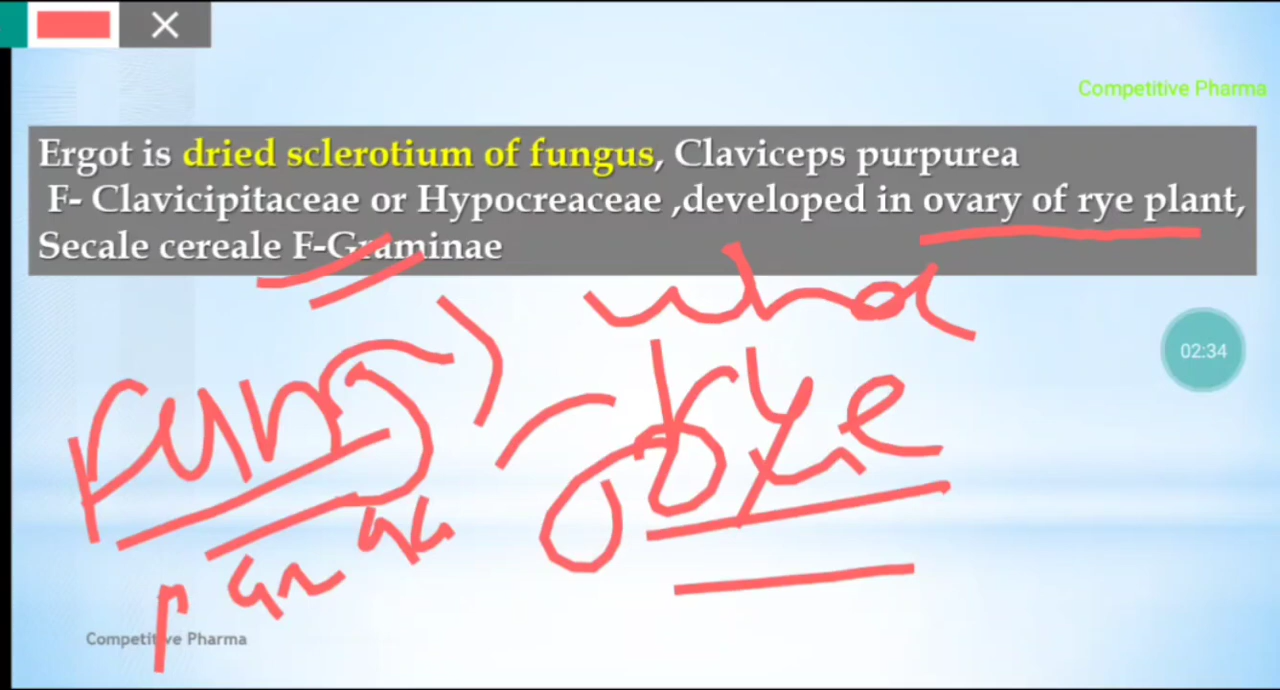 Competitive Pharma
Ergot is dried sclerotium of fungus, Claviceps purpurea
F- Clavicipitaceae or Hypocreaceae ,developed in ovary of rye plant,
Secale cereale F-Graminae
02:34
rye
Competitive Pharma